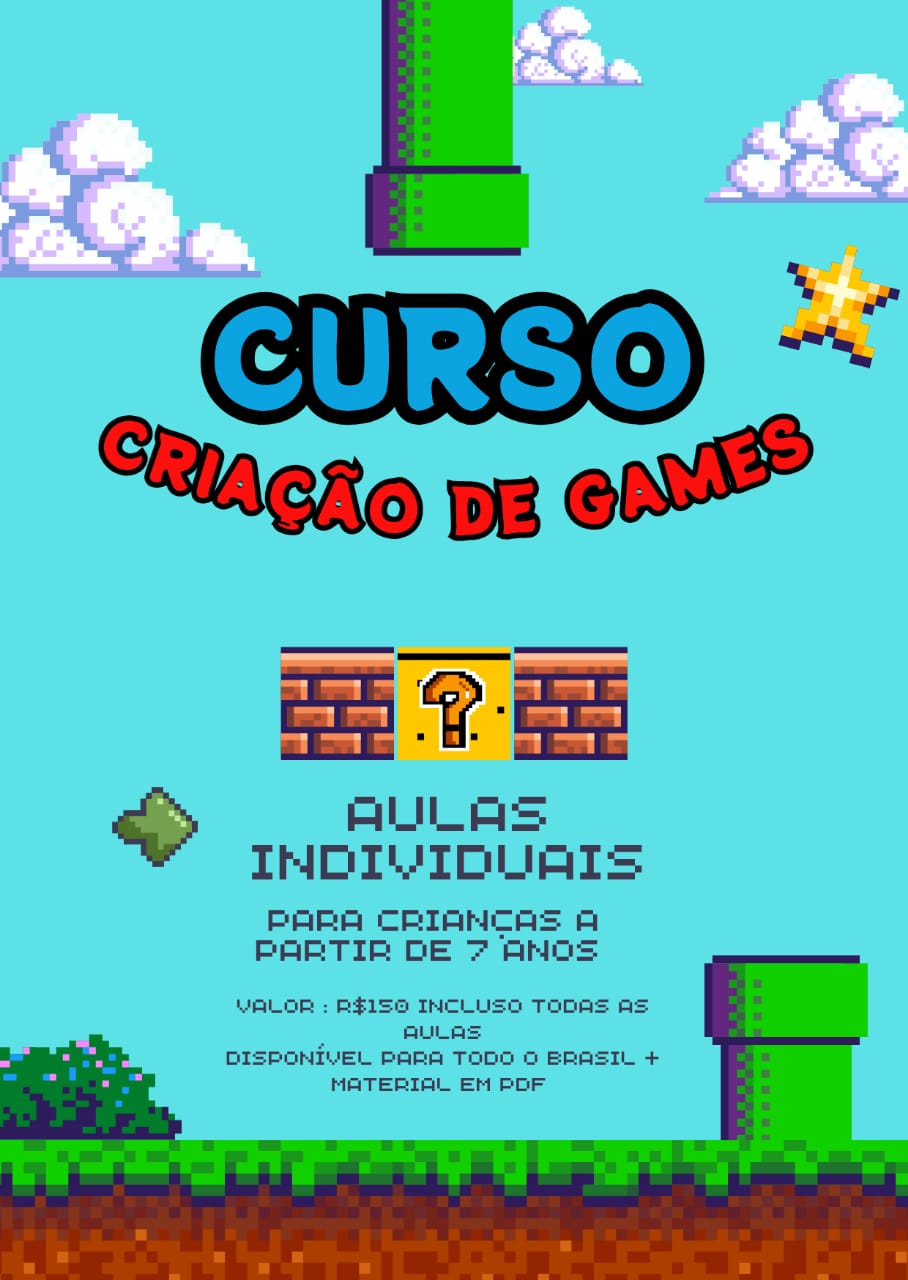 CURSO
CRIAÇÃO DE GAMES
?
AULAS
INDIVIDUAIS
PARA CRIANÇAS A
PARTIR DE 7 ANOS
VALOR : R$150 INCLUSO TODAS AS
AULAS
DISPONÍVEL PARA TODO O BRASIL +
MATERIAL EM PDF